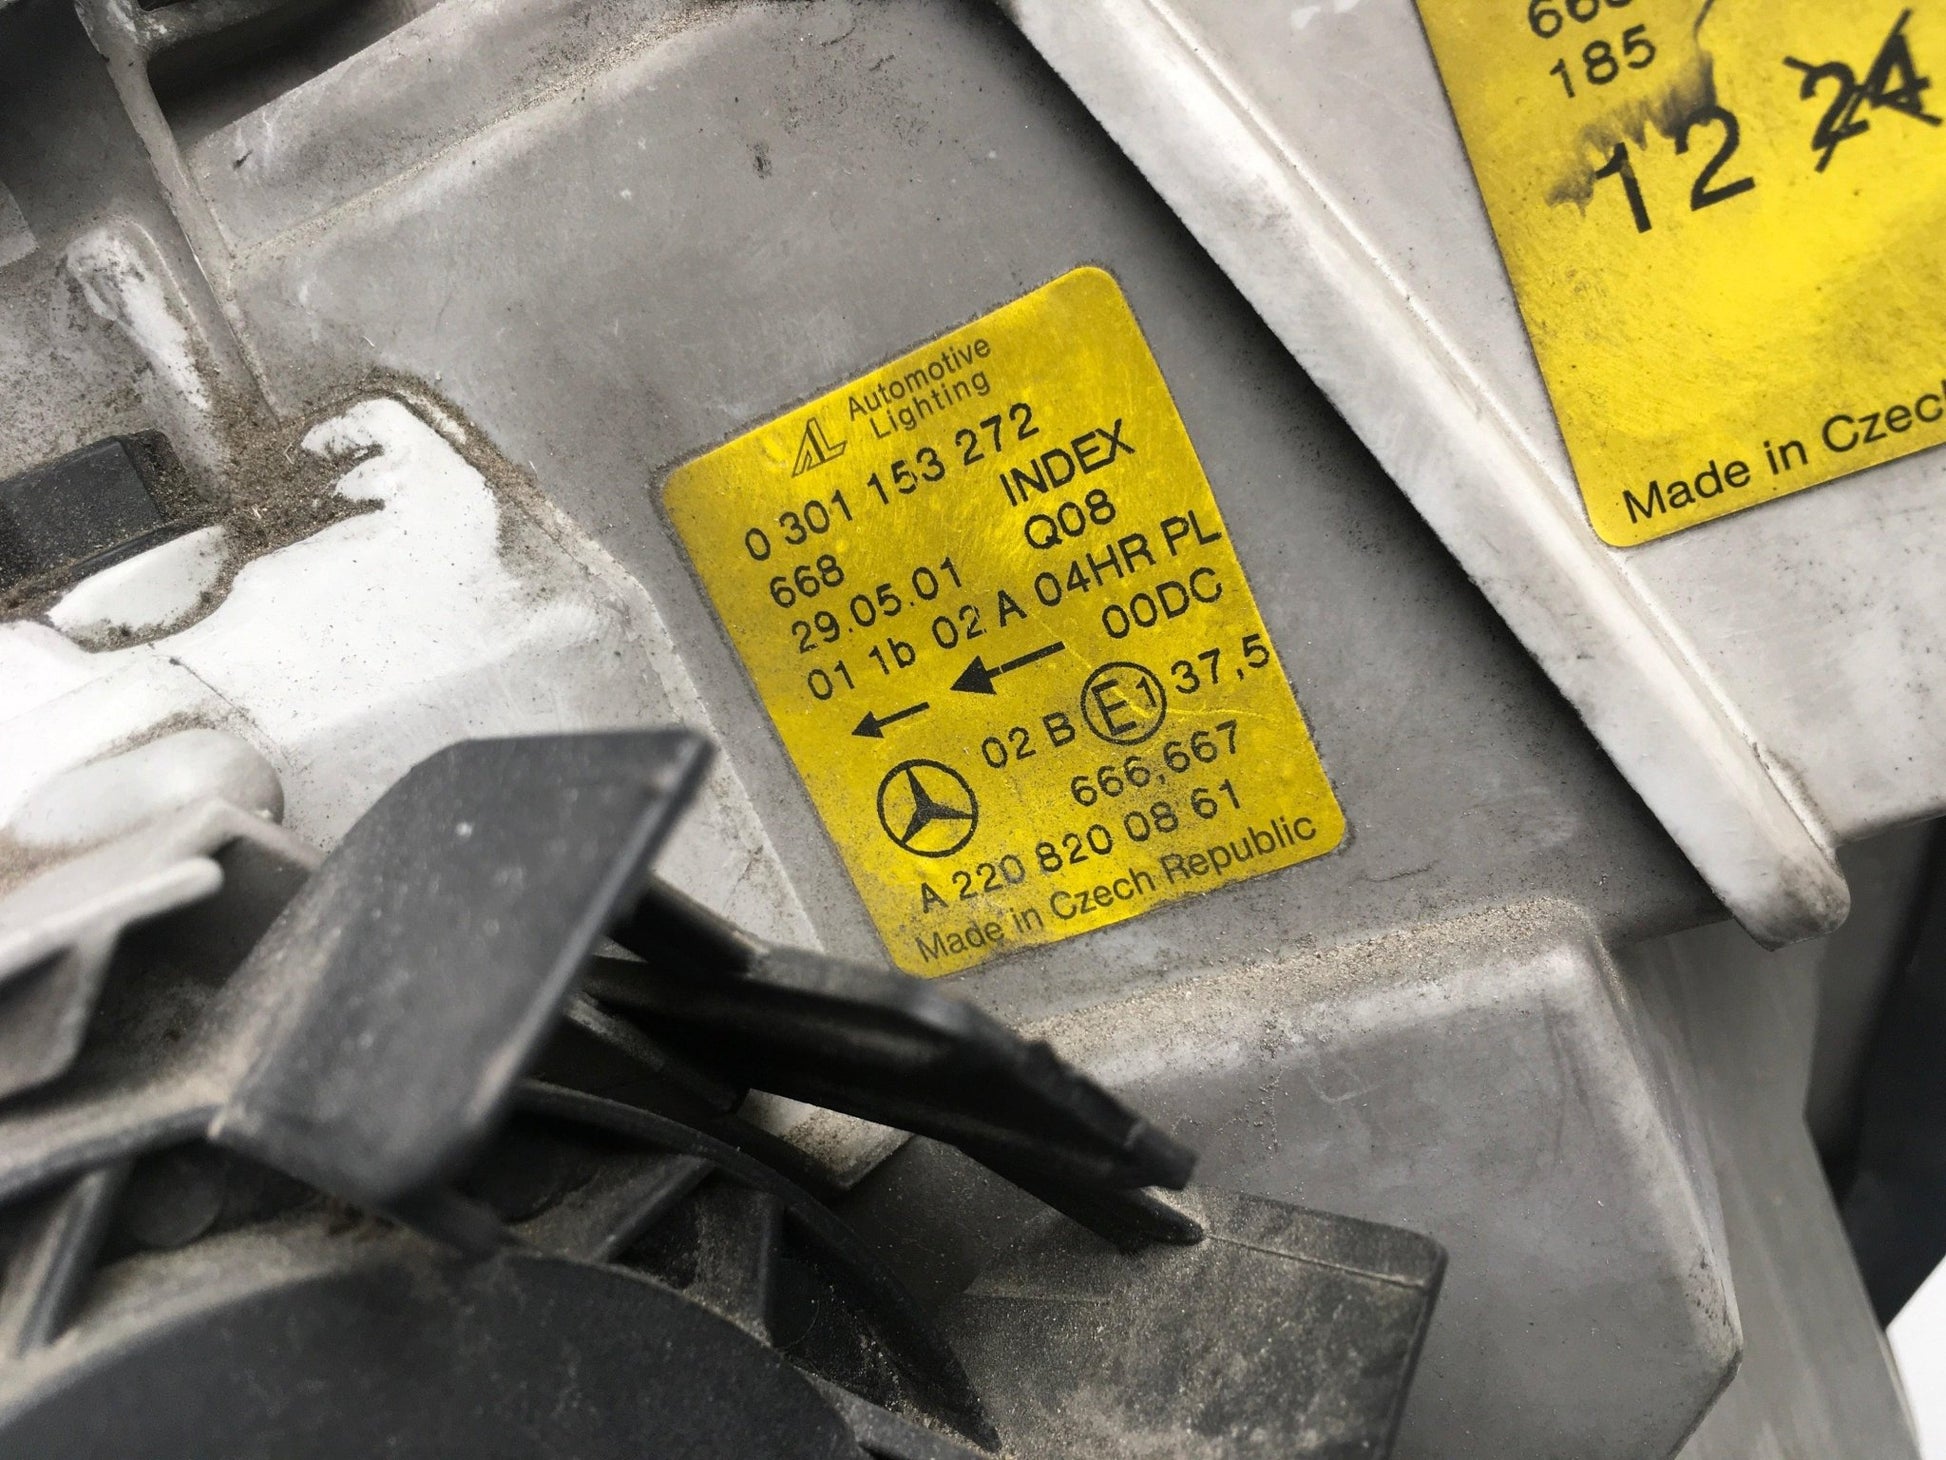 AL Automotive
Lighting
0 301 153 272
668 INDEX
29.05.01 Q08
01 1b 02 A 04HR PL
00DC
02 B E1 37,5
666,667
A 220 820 08 61
Made in Czech Republic
185
12 24
Made in Czech